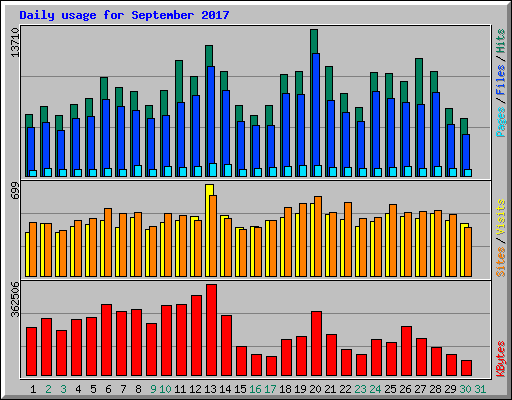 Daily usage for September 2017
13710
Pages / Files / Hits
699
Sites / Visits
362506
KBytes
1 2 3 4 5 6 7 8 9 10 11 12 13 14 15 16 17 18 19 20 21 22 23 24 25 26 27 28 29 30 31